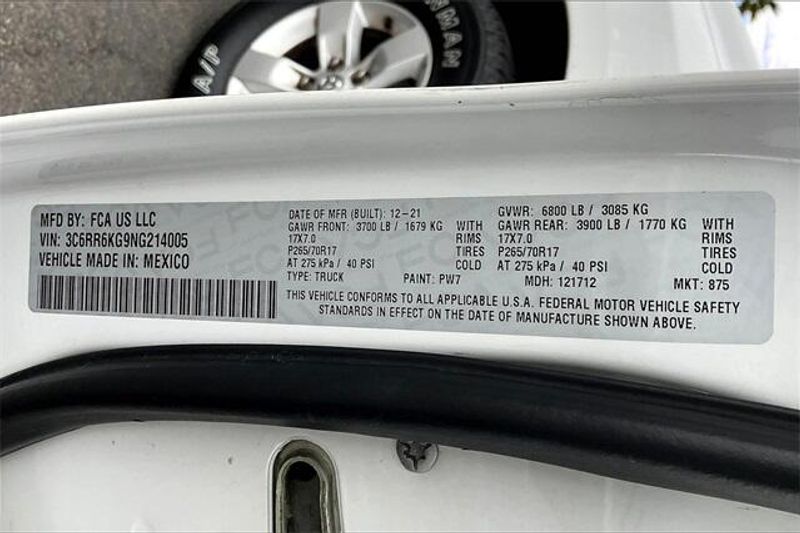 A/P
MFD BY: FCA US LLC
VIN: 3C6RR6KG9NG214005
VEHICLE MADE IN: MEXICO
DATE OF MFR (BUILT): 12-21 GVWR: 6800 LB / 3085 KG
GAWR FRONT: 3700 LB / 1679 KG WITH GAWR REAR: 3900 LB / 1770 KG WITH
17X7.0 RIMS 17X7.0 RIMS
P265/70R17 TIRES P265/70R17 TIRES
AT 275 kPa / 40 PSI COLD AT 275 kPa / 40 PSI COLD
TYPE: TRUCK PAINT: PW7 MDH: 121712 MKT: 875
THIS VEHICLE CONFORMS TO ALL APPLICABLE U.S.A. FEDERAL MOTOR VEHICLE SAFETY
STANDARDS IN EFFECT ON THE DATE OF MANUFACTURE SHOWN ABOVE.